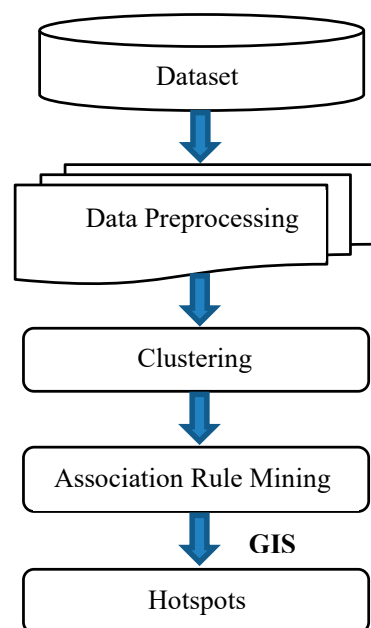 Dataset
Data Preprocessing
Clustering
Association Rule Mining
GIS
Hotspots